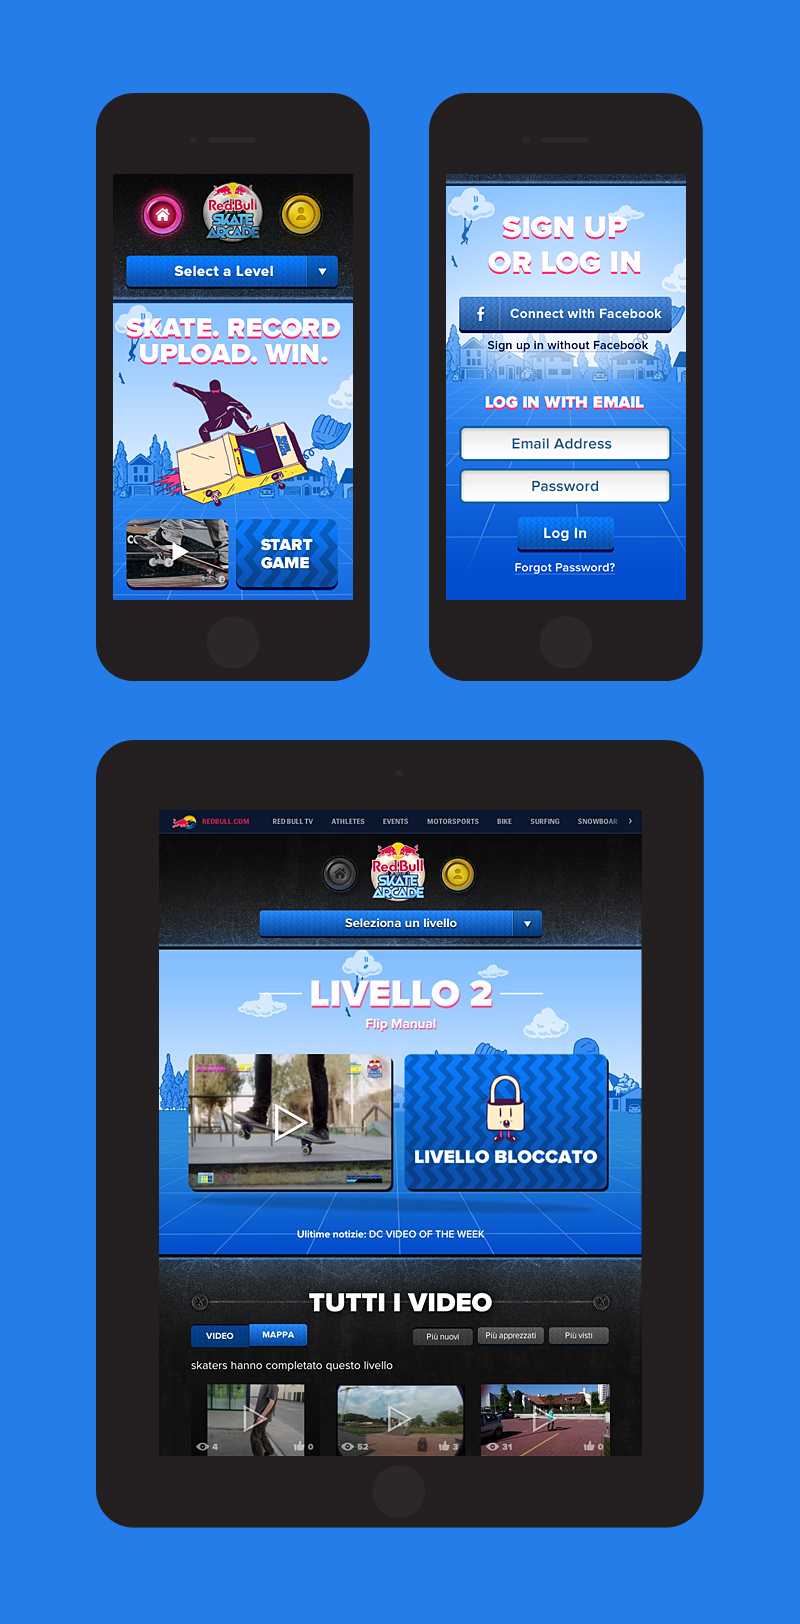 Red Bull
SKATE
ARCADE
Select a Level
SKATE. RECORD
UPLOAD. WIN.
START
GAME
SIGN UP
OR LOG IN
f
Connect with Facebook
Sign up in without Facebook
LOG IN WITH EMAIL
Email Address
Password
Log In
Forgot Password?
REDBULL.COM
RED BULL TV
ATHLETES
EVENTS
MOTORSPORTS
BIKE
SURFING
SNOWBOAR
Red Bull
SKATE
ARCADE
Seleziona un livello
LIVELLO 2
Flip Manual
LIVELLO BLOCCATO
Ulitime notizie: DC VIDEO OF THE WEEK
TUTTI I VIDEO
VIDEO
MAPPA
Più nuovi
Più apprezzati
Più visti
skaters hanno completato questo livello
4
0
52
3
31
0